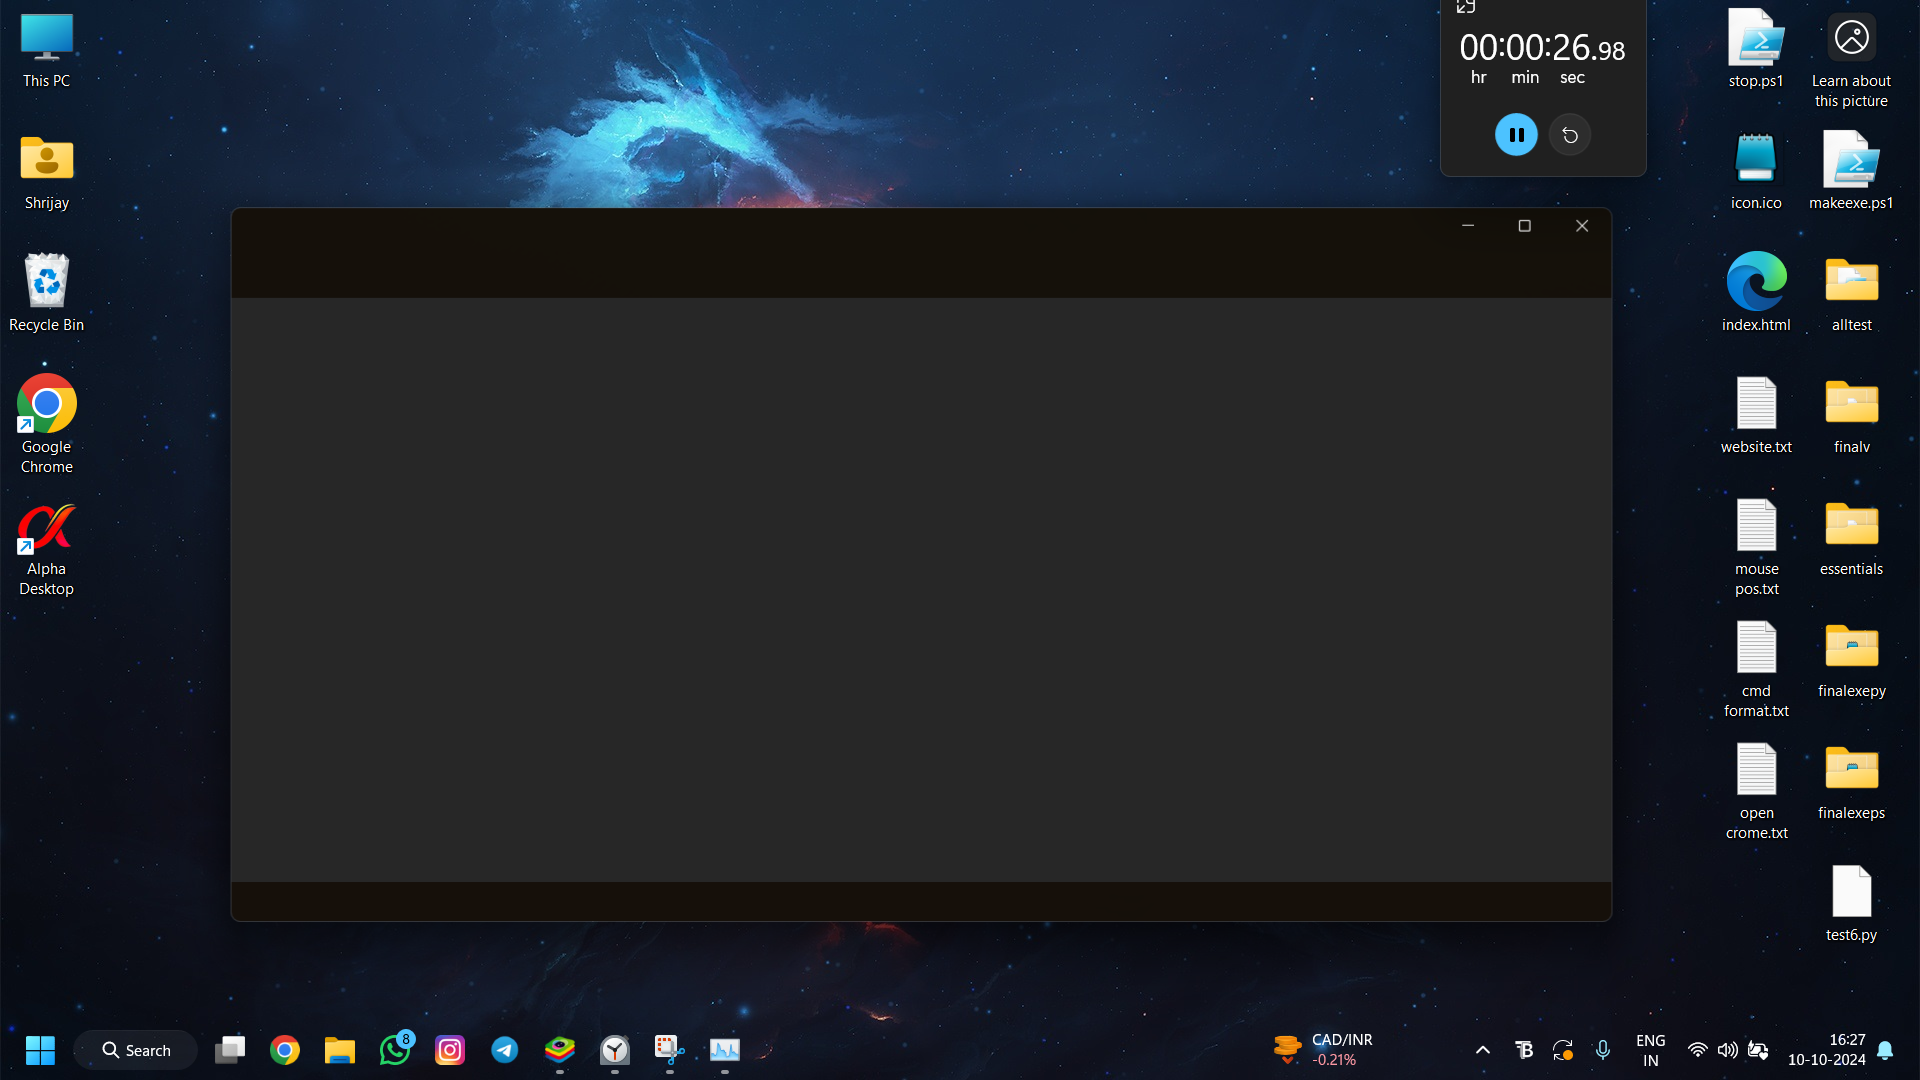 This PC
Shrijay
Recycle Bin
Google
Chrome
Alpha
Desktop
00:00:26.98
hr min sec
stop.ps1
Learn about
this picture
icon.ico
makeexe.ps1
index.html
alltest
website.txt
finalv
mouse
pos.txt
essentials
cmd
format.txt
finalexepy
open
crome.txt
finalexeps
test6.py
Search
8
CAD/INR
-0.21%
ENG
IN
16:27
10-10-2024